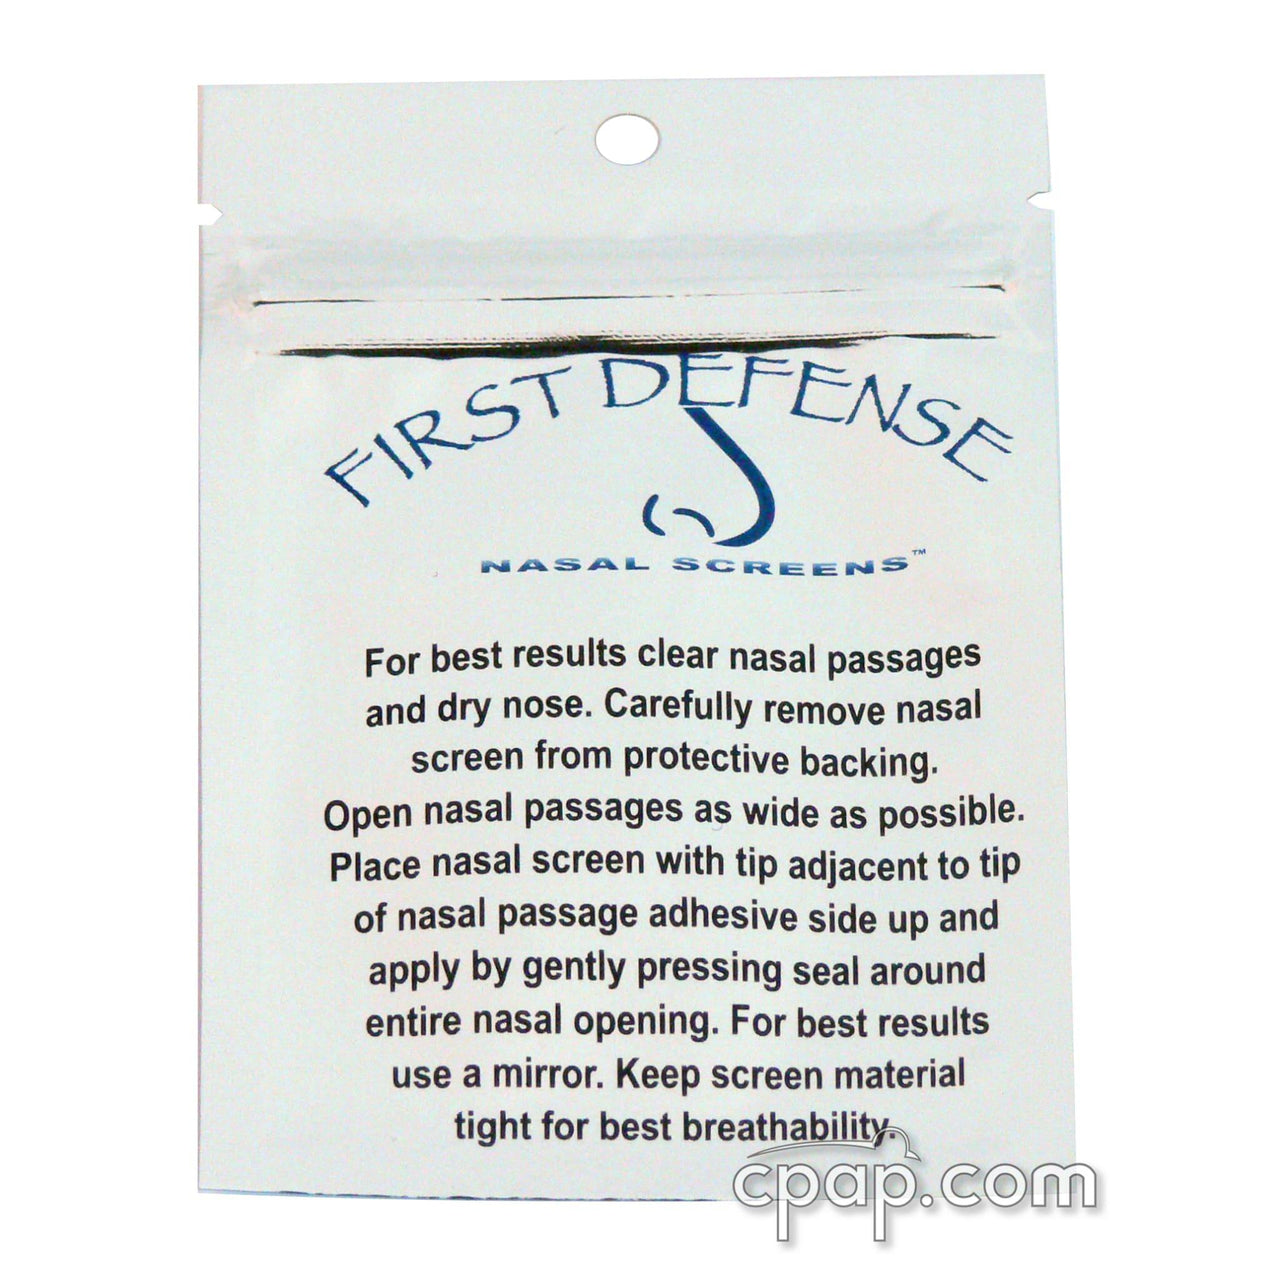 FIRST DEFENSE
NASAL SCREENS™
For best results clear nasal passages
and dry nose. Carefully remove nasal
screen from protective backing.
Open nasal passages as wide as possible.
Place nasal screen with tip adjacent to tip
of nasal passage adhesive side up and
apply by gently pressing seal around
entire nasal opening. For best results
use a mirror. Keep screen material
tight for best breathability.
cpap.com